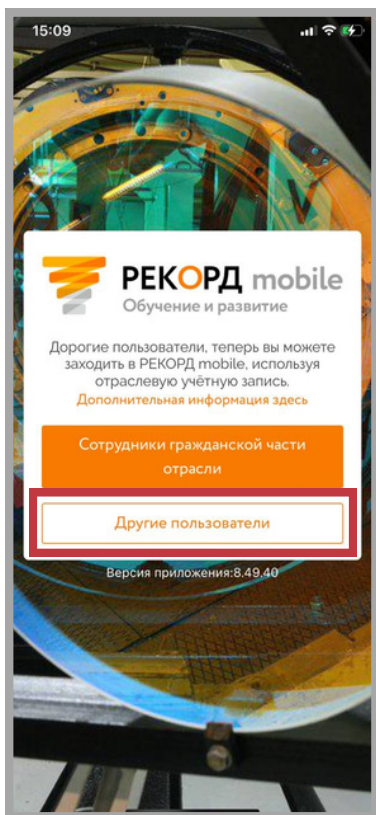 15:09
РЕКОРД mobile
Обучение и развитие
Дорогие пользователи, теперь вы можете
заходить в РЕКОРД mobile, используя
отраслевую учётную запись.
Дополнительная информация здесь
Сотрудники гражданской части
отрасли
Другие пользователи
Версия приложения:8.49.40